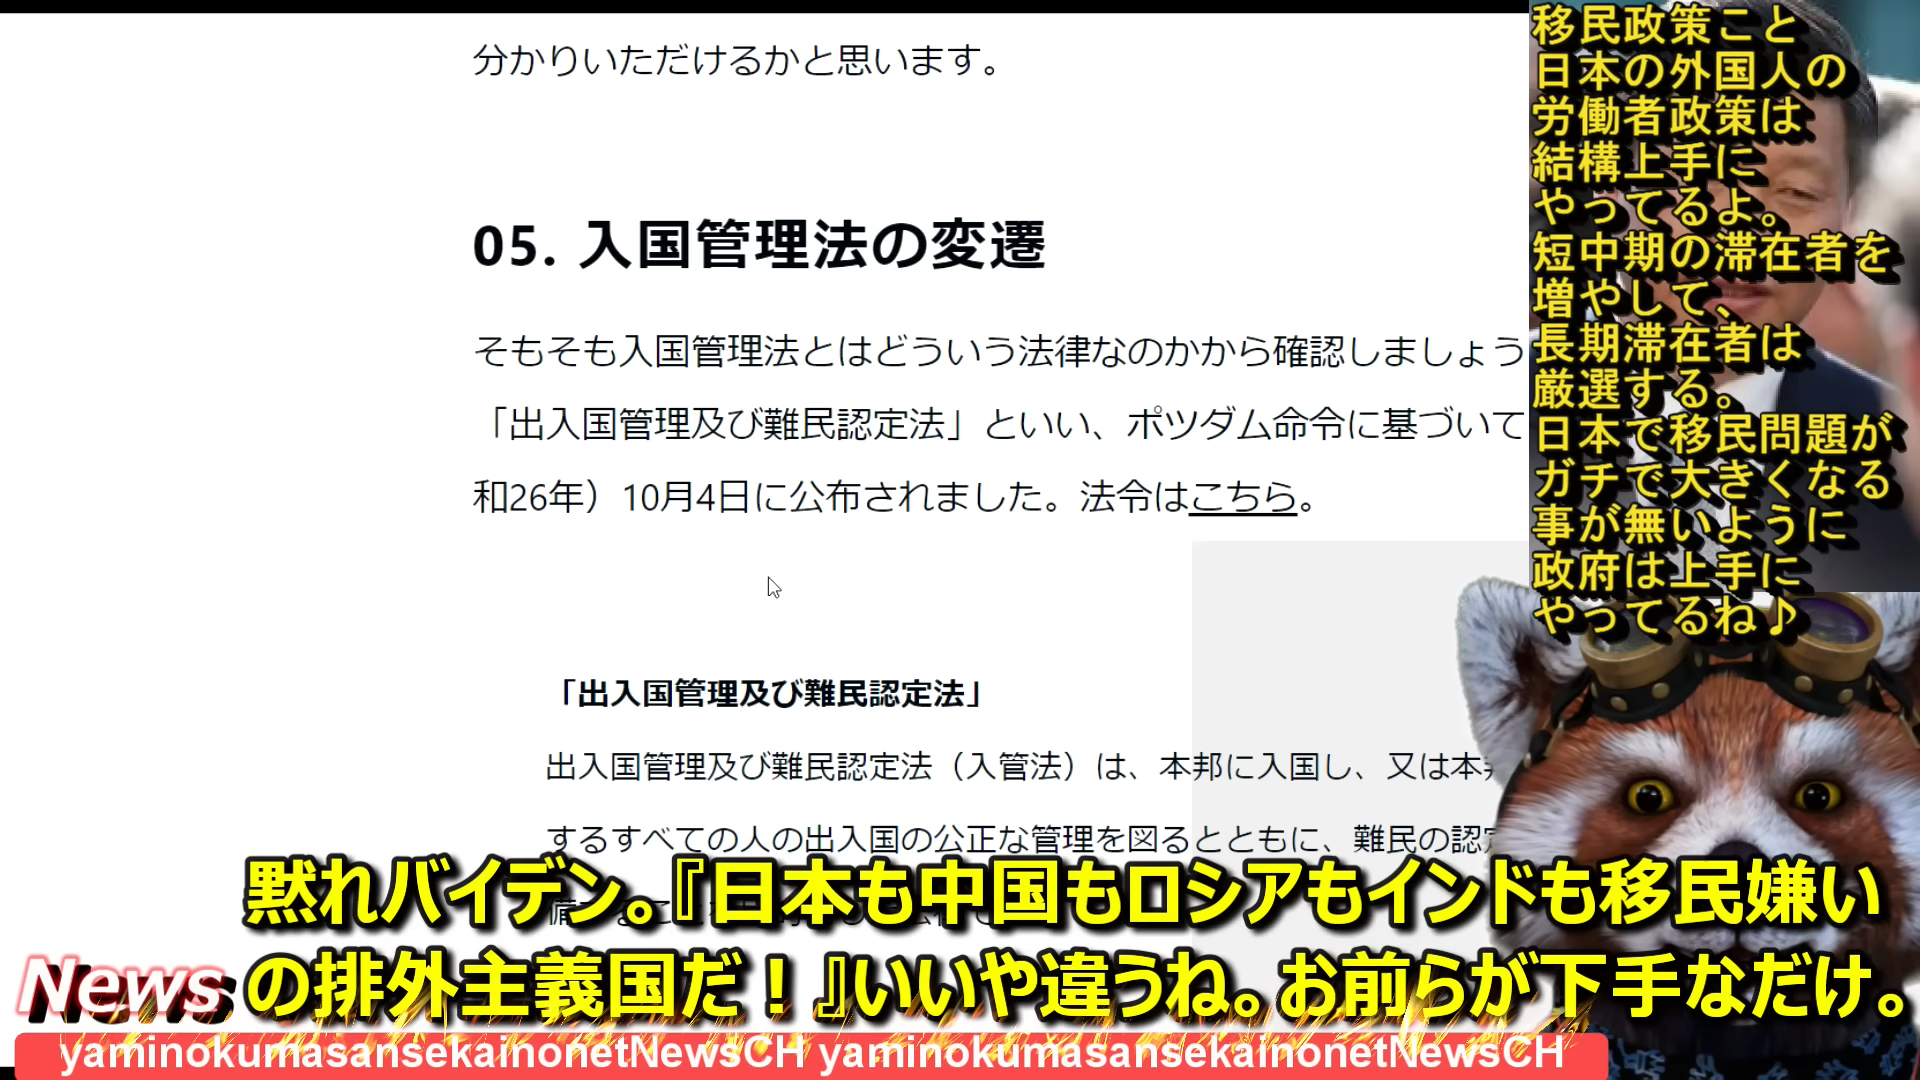 分かりいただけるかと思います。
05. 入国管理法の変遷
そもそも入国管理法とはどういう法律なのかから確認しましょう
「出入国管理及び難民認定法」といい、ポツダム命令に基づいて
和26年）10月4日に公布されました。法令はこちら。
「出入国管理及び難民認定法」
出入国管理及び難民認定法（入管法）は、本邦に入国し、又は本
するすべての人の出入国の公正な管理を図るとともに、難民の認
移民政策こと
日本の外国人の
労働者政策は
結構上手に
やってるよ。
短中期の滞在者を
増やして、
長期滞在者は
厳選する。
日本で移民問題が
ガチで大きくなる
事が無いように
政府は上手に
やってるね♪
黙れバイデン。『日本も中国もロシアもインドも移民嫌い
の排外主義国だ！』いいや違うね。お前らが下手なだけ。
News
yaminokumasansekainonetNewsCH yaminokumasansekainonetNewsCH